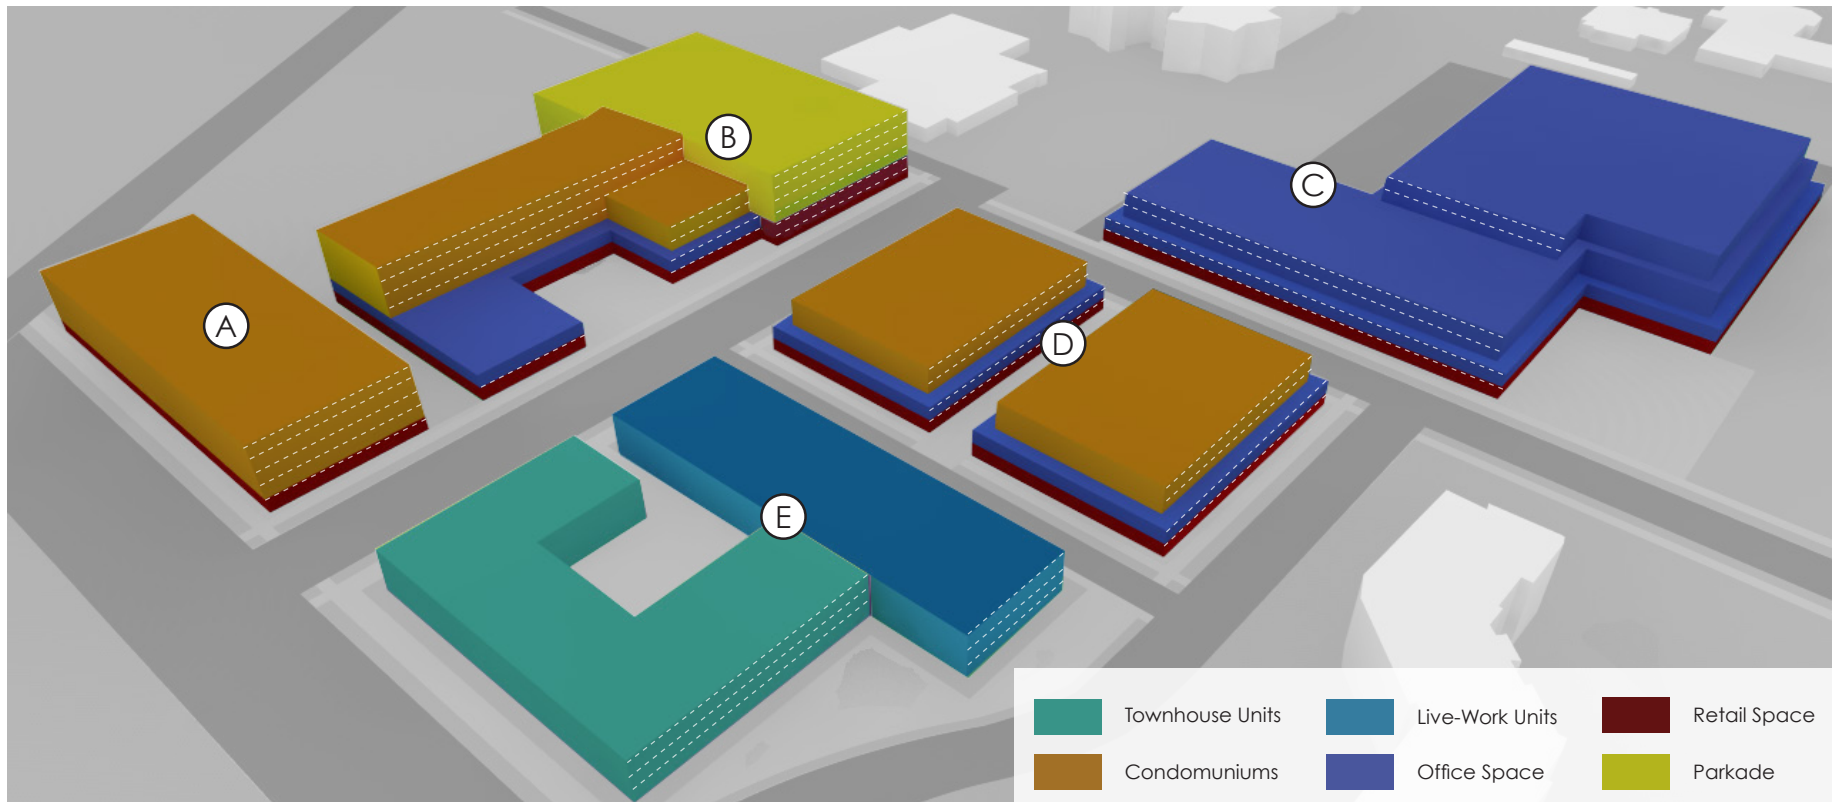 B
C
A
D
E
Townhouse Units
Live-Work Units
Retail Space
Condomuniums
Office Space
Parkade